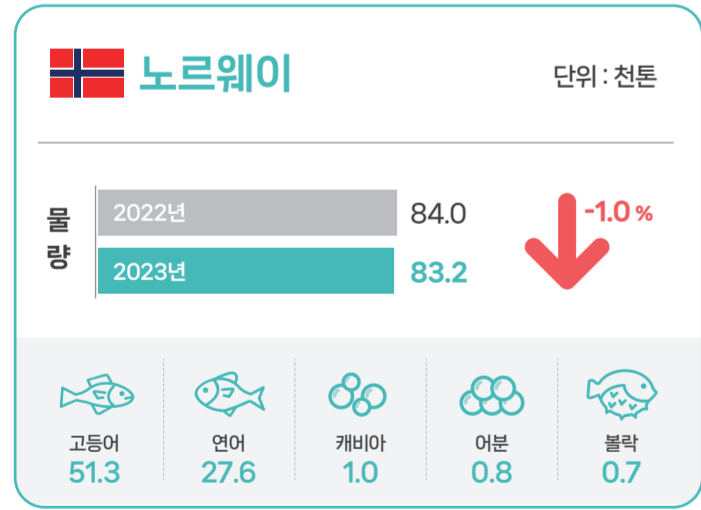 노르웨이
단위 : 천톤
물량
2022년 84.0
2023년 83.2
-1.0 %
고등어 연어 캐비아 어분 볼락
51.3 27.6 1.0 0.8 0.7